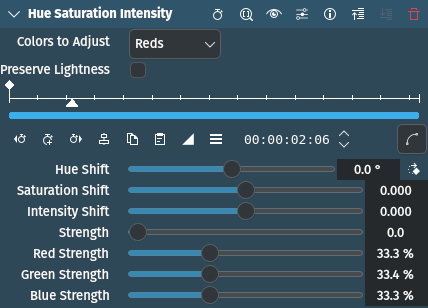 Hue Saturation Intensity
Colors to Adjust Reds
Preserve Lightness
00:00:02:06
Hue Shift 0.0 °
Saturation Shift 0.000
Intensity Shift 0.000
Strength 0.0
Red Strength 33.3 %
Green Strength 33.4 %
Blue Strength 33.3 %